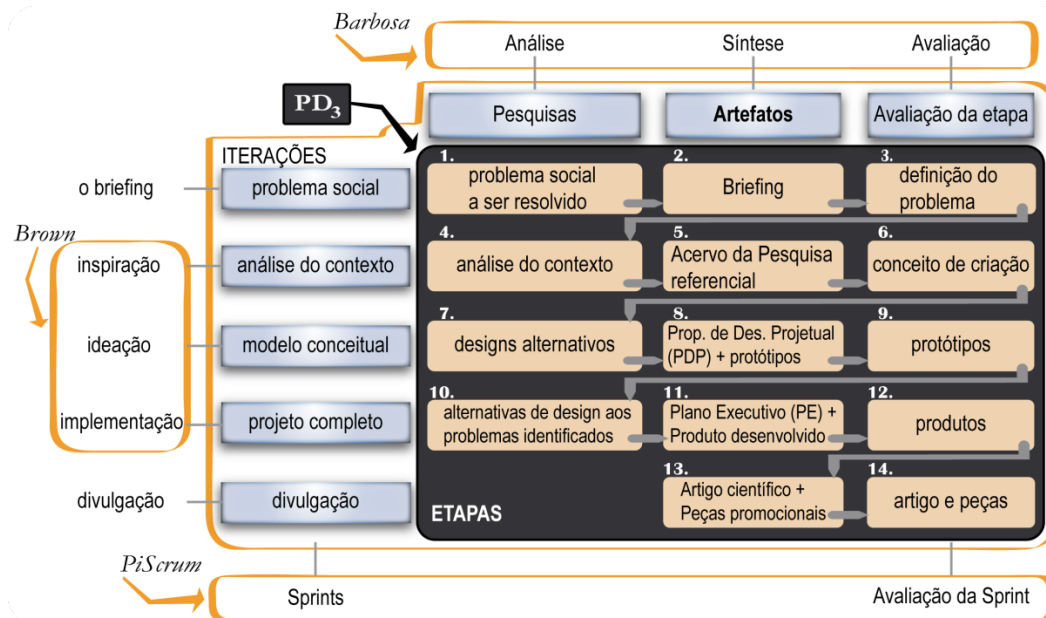 Barbosa
Análise
Síntese
Avaliação
PD3
Pesquisas
Artefatos
Avaliação da etapa
ITERAÇÕES
o briefing
problema social
1.
problema social
a ser resolvido
2.
Briefing
3.
definição do
problema
Brown
inspiração
análise do contexto
4.
análise do contexto
5.
Acervo da Pesquisa
referencial
6.
conceito de criação
ideação
modelo conceitual
7.
designs alternativos
8.
Prop. de Des. Projetual
(PDP) + protótipos
9.
protótipos
implementação
projeto completo
10.
alternativas de design aos
problemas identificados
11.
Plano Executivo (PE) +
Produto desenvolvido
12.
produtos
divulgação
divulgação
ETAPAS
13.
Artigo científico +
Peças promocionais
14.
artigo e peças
PiScrum
Sprints
Avaliação da Sprint